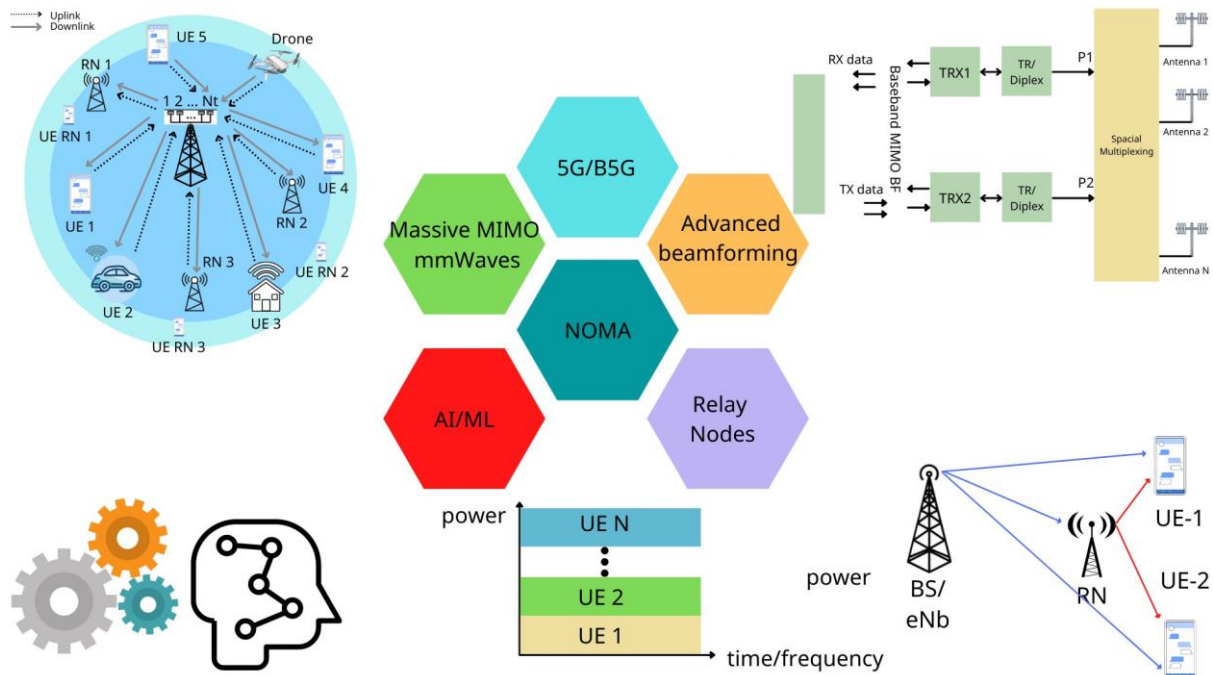 Uplink
Downlink
UE 5
Drone
RN 1
1 2 ... Nt
UE RN 1
UE 1
UE 4
RN 2
UE 2
RN 3
UE 3
UE RN 2
UE RN 3
5G/B5G
Massive MIMO
mmWaves
Advanced
beamforming
NOMA
AI/ML
Relay
Nodes
RX data
TX data
Baseband MIMO BF
TRX1
TR/
Diplex
P1
TRX2
TR/
Diplex
P2
Spacial
Multiplexing
Antenna 1
Antenna 2
Antenna N
power
UE N
UE 2
UE 1
time/frequency
power
BS/
eNb
RN
UE-1
UE-2